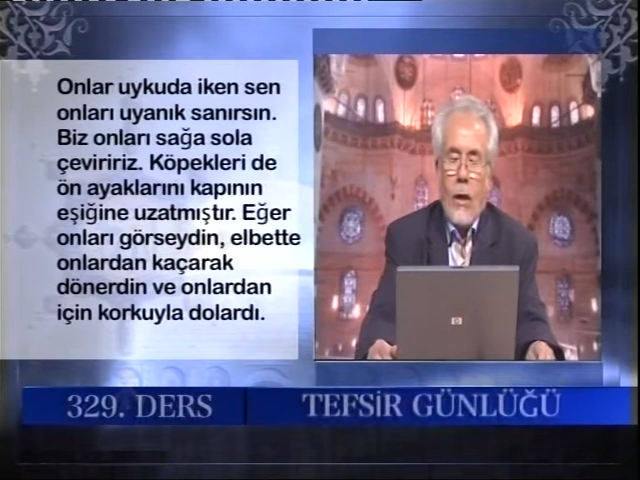 Onlar uykuda iken sen
onları uyanık sanırsın.
Biz onları sağa sola
çeviririz. Köpekleri de
ön ayaklarını kapının
eşiğine uzatmıştır. Eğer
onları görseydin, elbette
onlardan kaçarak
dönerdin ve onlardan
için korkuyla dolardı.
hp
329. DERS
TEFSİR GÜNLÜĞÜ